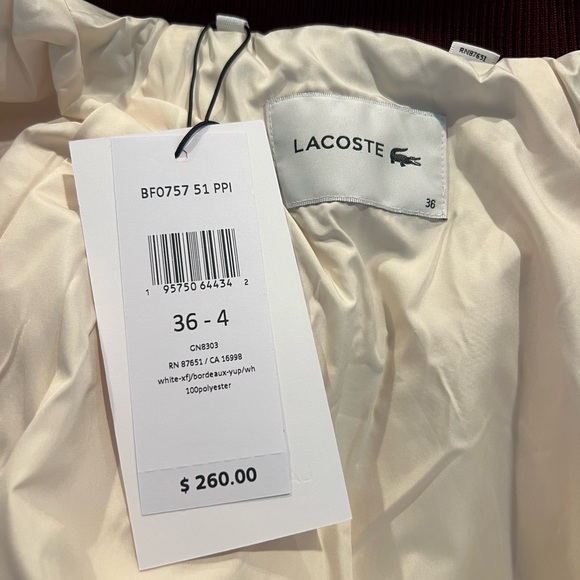 RN87651
LACOSTE
36
BF0757 51 PPI
1 95750 64434 2
36 - 4
GN8303
RN 87651 / CA 16998
white-xfj/bordeaux-yup/wh
100polyester
$ 260.00